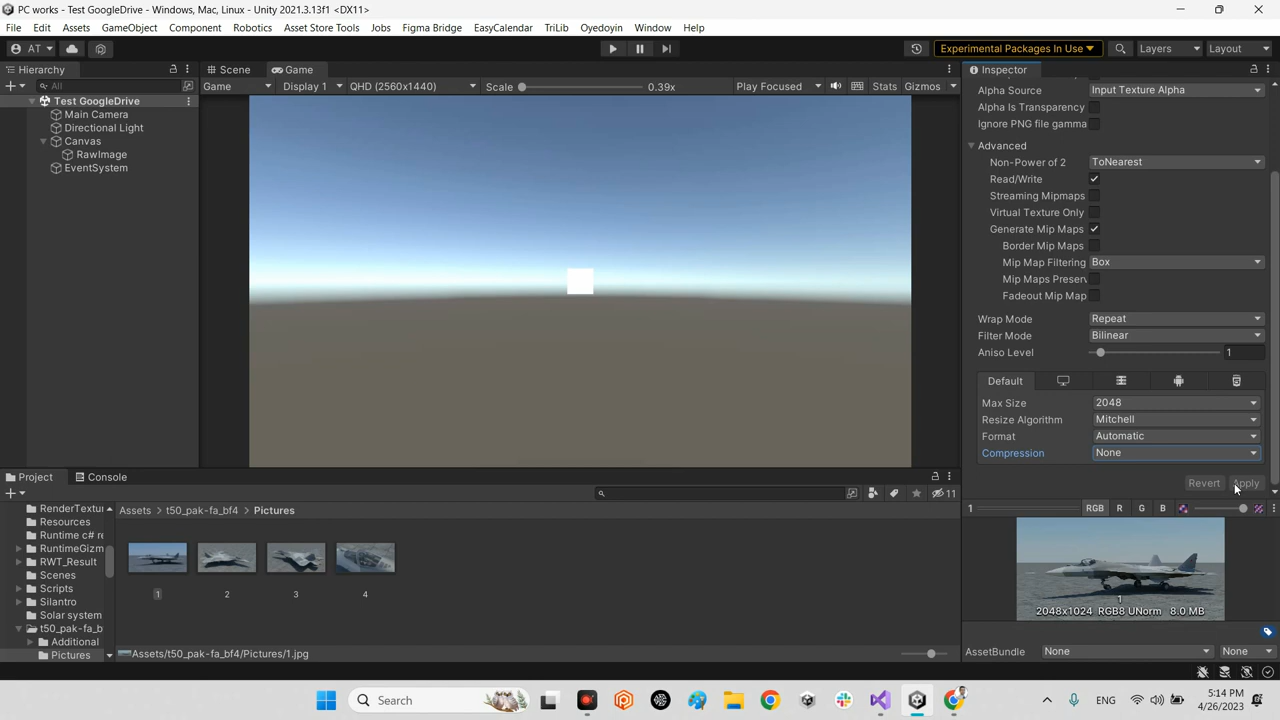 PC works - Test GoogleDrive - Windows, Mac, Linux - Unity 2021.3.13f1 <DX11>
File Edit Assets GameObject Component Robotics Asset Store Tools Jobs Figma Bridge EasyCalendar TriLib Oyedoyin Window Help
AT Experimental Packages In Use Layers Layout
Hierarchy
All
Test GoogleDrive
Main Camera
Directional Light
Canvas
RawImage
EventSystem
Scene Game
Game Display 1 QHD (2560x1440) Scale 0.39x Play Focused Stats Gizmos
Inspector
Alpha Source Input Texture Alpha
Alpha Is Transparency
Ignore PNG file gamma
Advanced
Non-Power of 2 ToNearest
Read/Write
Streaming Mipmaps
Virtual Texture Only
Generate Mip Maps
Border Mip Maps
Mip Map Filtering Box
Mip Maps Preserv
Fadeout Mip Map
Wrap Mode Repeat
Filter Mode Bilinear
Aniso Level 1
Default
Max Size 2048
Resize Algorithm Mitchell
Format Automatic
Compression None
Revert Apply
1 RGB R G B
1
2048x1024 RGB8 UNorm 8.0 MB
AssetBundle None None
Project Console
11
RenderTextur
Resources
Runtime c# re
RuntimeGizm
RWT_Result
Scenes
Scripts
Silantro
Solar system
t50_pak-fa_b
Additional
Pictures
Assets > t50_pak-fa_bf4 > Pictures
1 2 3 4
Assets/t50_pak-fa_bf4/Pictures/1.jpg
Search
ENG
5:14 PM
4/26/2023